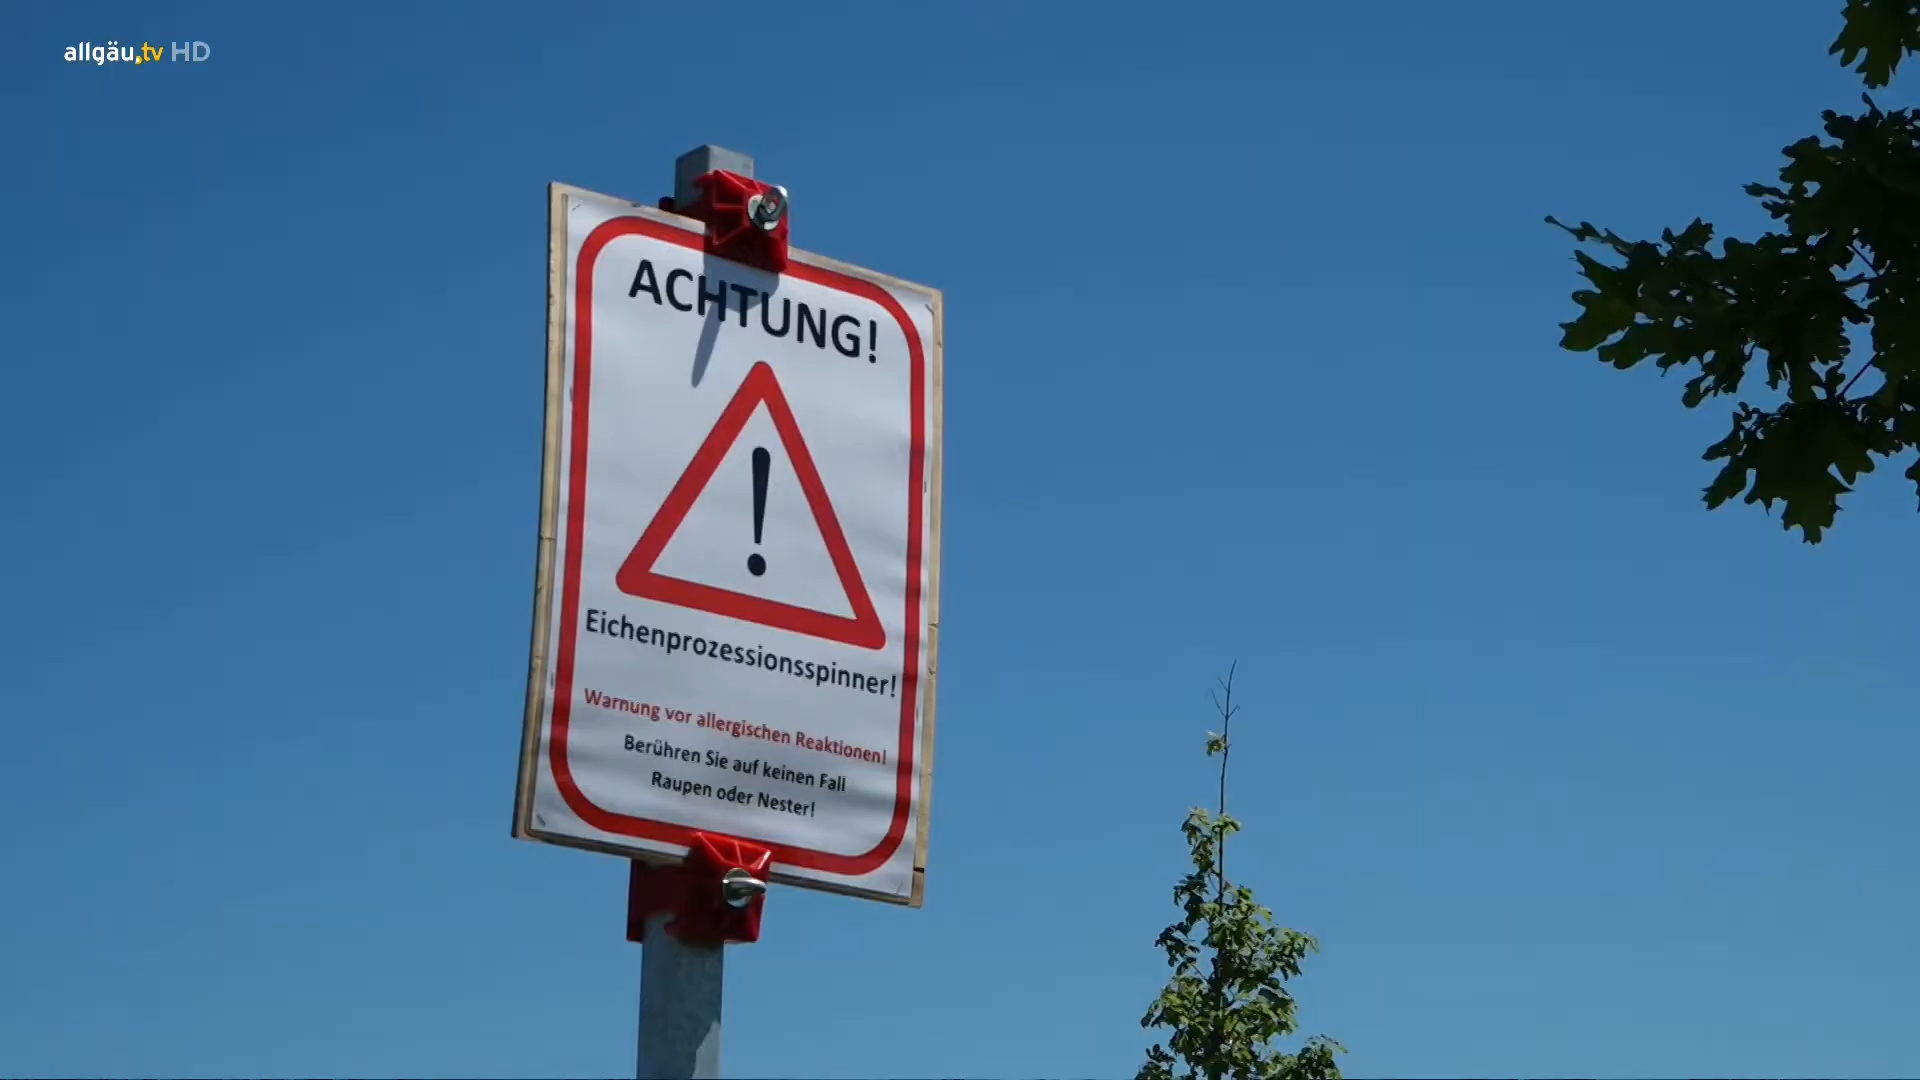 allgäu.tv HD
ACHTUNG!
!
Eichenprozessionsspinner!
Warnung vor allergischen Reaktionen!
Berühren Sie auf keinen Fall
Raupen oder Nester!